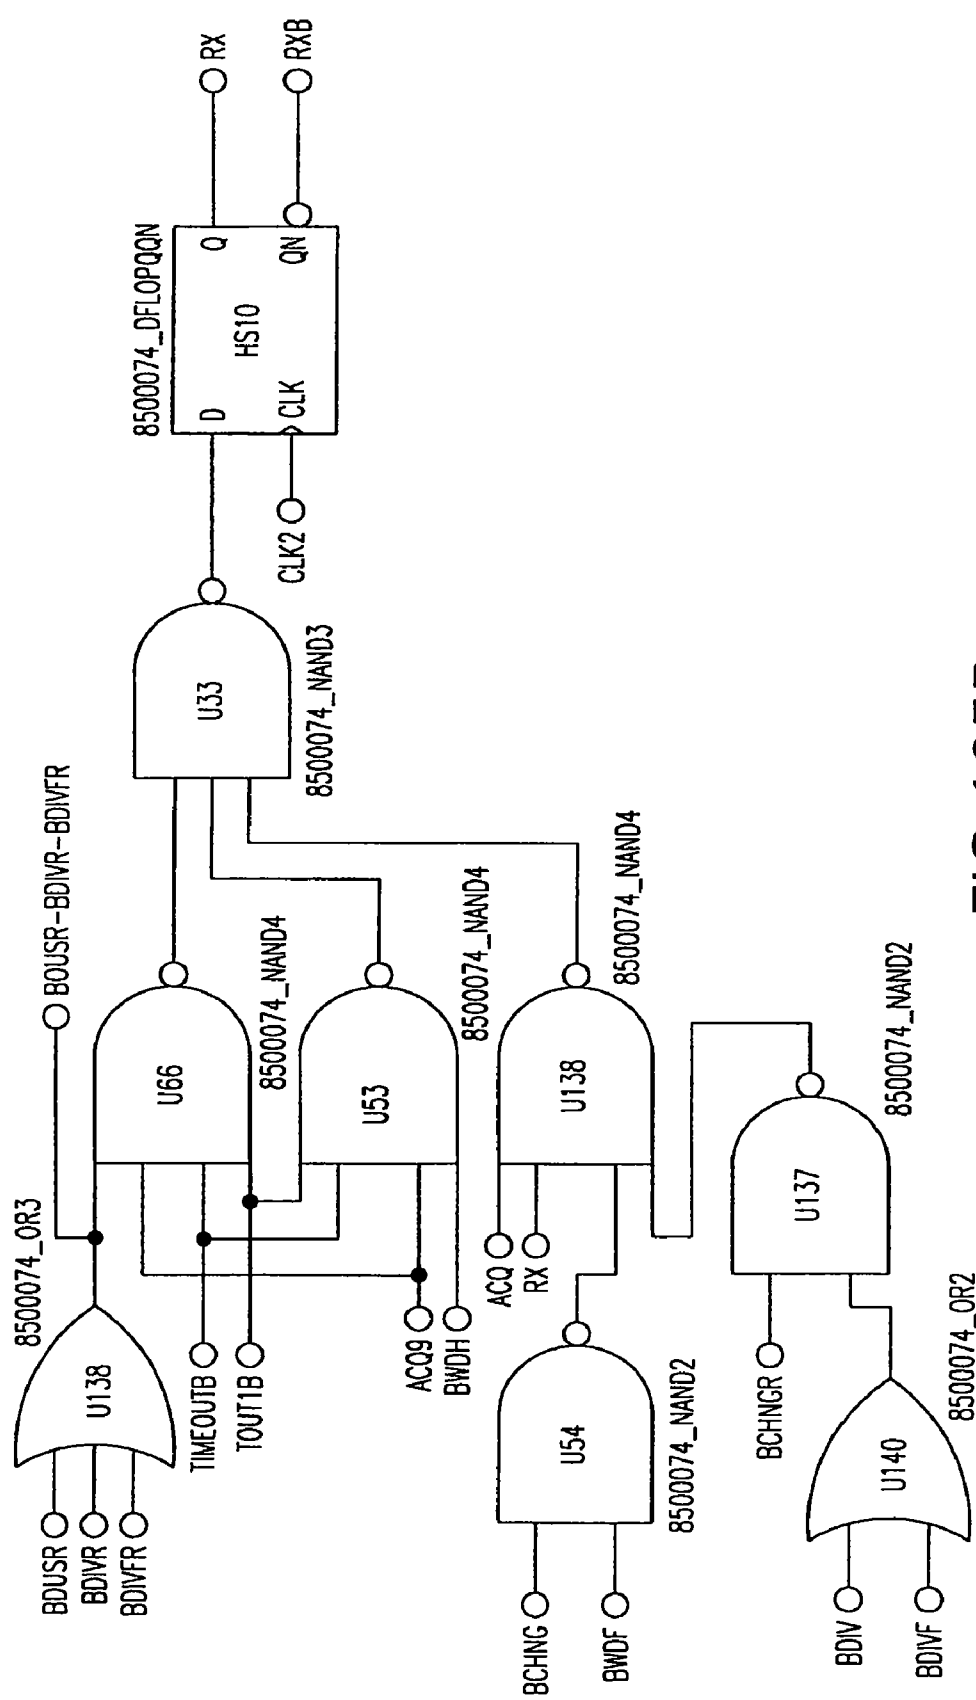 BDUSR
BDIVR
BDIVFR
U138
8500074_OR3
BOUSR-BDIVR-BDIVFR
TIMEOUTB
TOUT1B
U66
8500074_NAND4
ACQ9
BWDH
U53
8500074_NAND4
U33
8500074_NAND3
8500074_DFLOPQQN
D
Q
HS10
CLK
QN
CLK2
RX
RXB
ACQ
RX
U138
8500074_NAND4
BCHNG
BWDF
U54
8500074_NAND2
BCHNGR
U137
8500074_NAND2
BDIV
BDIVF
U140
8500074_OR2